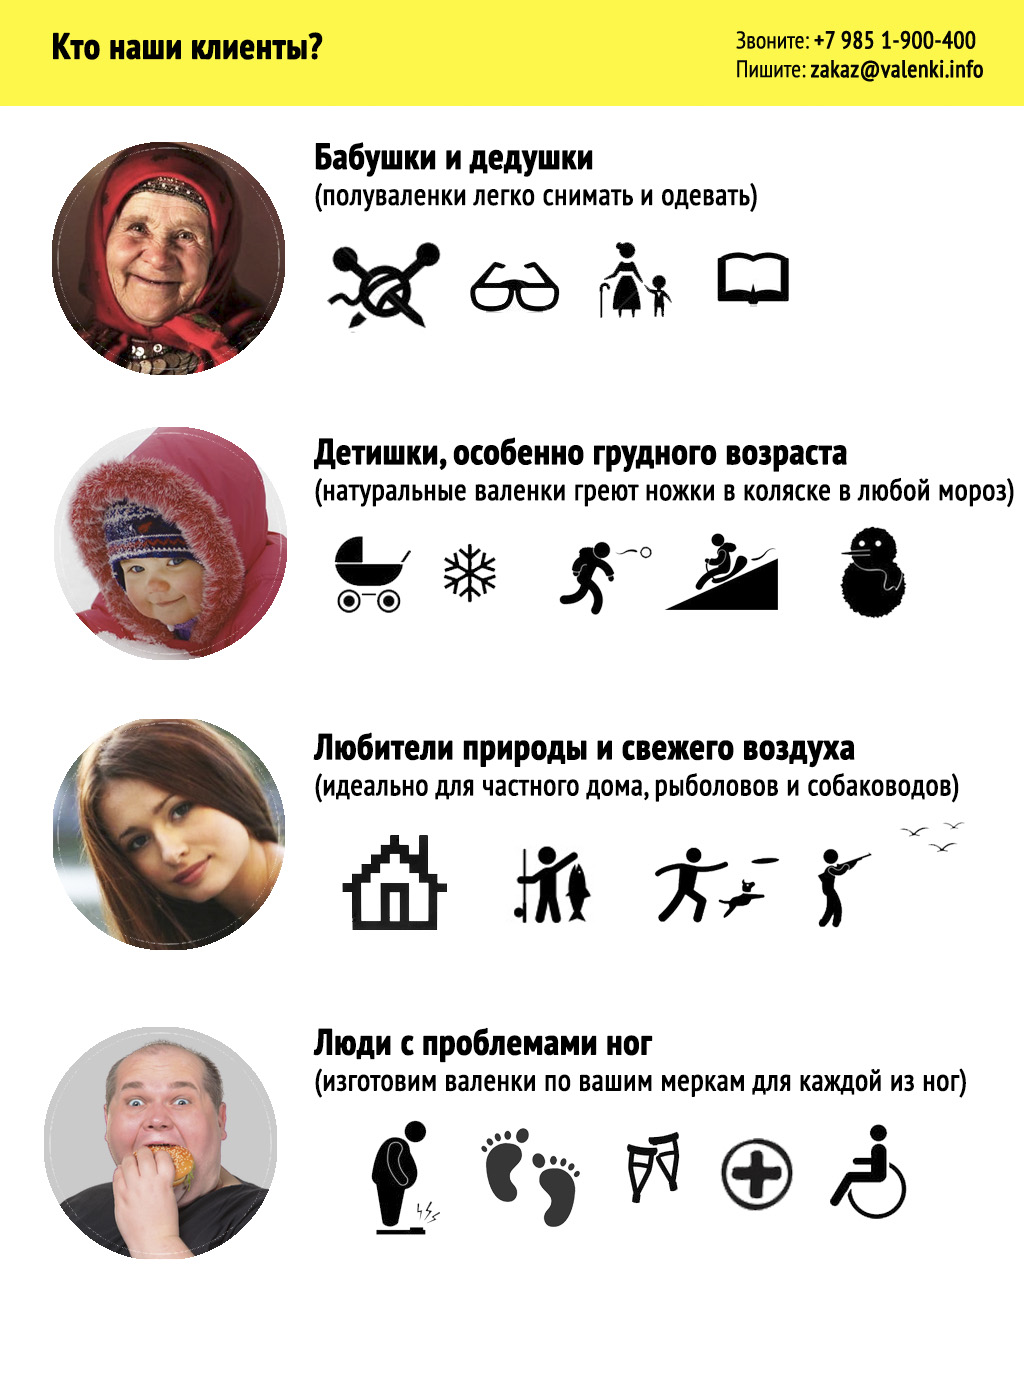 Кто наши клиенты?
Звоните: +7 985 1-900-400
Пишите: zakaz@valenki.info
Бабушки и дедушки
(полуваленки легко снимать и одевать)
Детишки, особенно грудного возраста
(натуральные валенки греют ножки в коляске в любой мороз)
Любители природы и свежего воздуха
(идеально для частного дома, рыболовов и собаководов)
Люди с проблемами ног
(изготовим валенки по вашим меркам для каждой из ног)